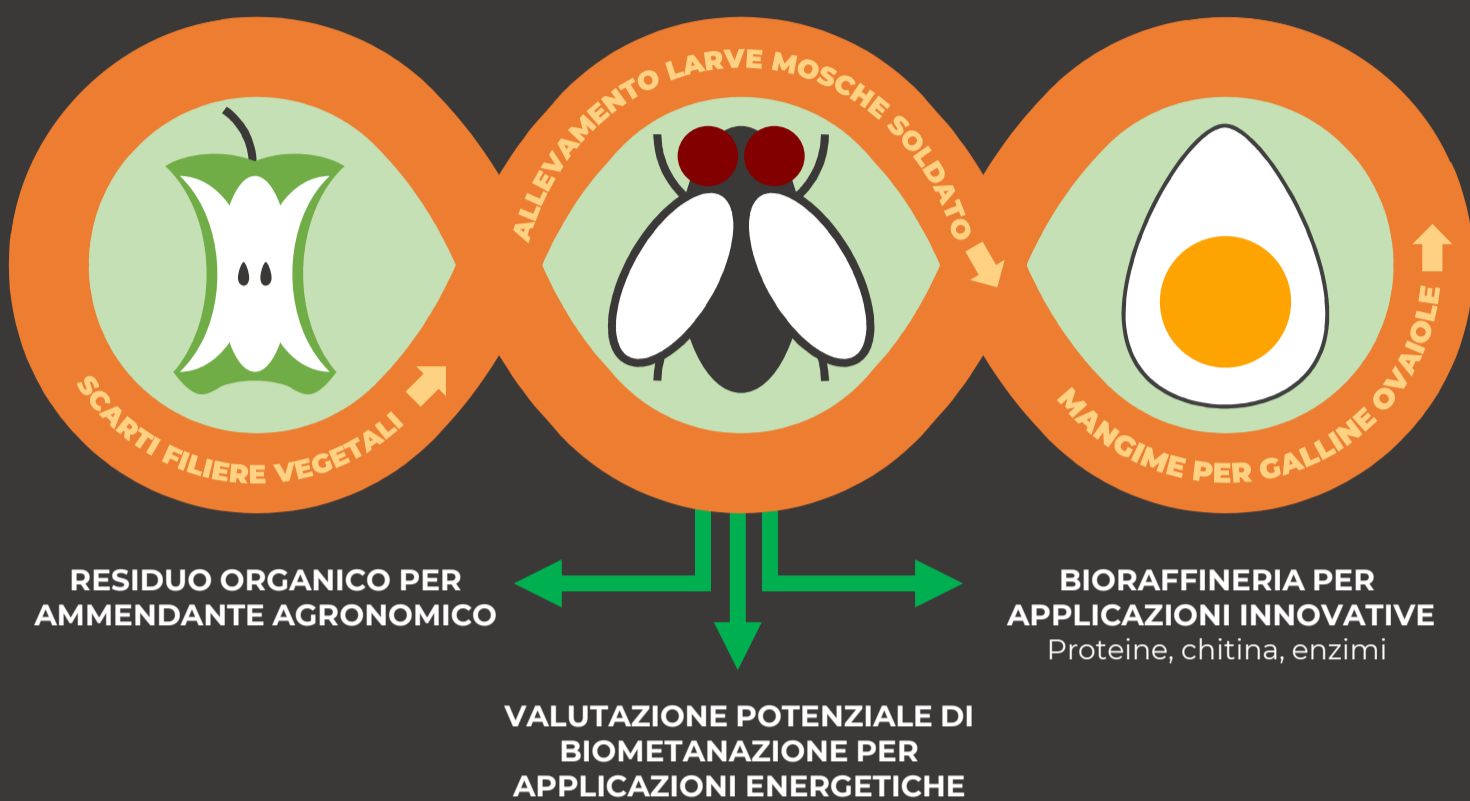 SCARTI FILIERE VEGETALI
ALLEVAMENTO LARVE MOSCHE SOLDATO
MANGIME PER GALLINE OVAIOLE
RESIDUO ORGANICO PER
AMMENDANTE AGRONOMICO
BIORAFFINERIA PER
APPLICAZIONI INNOVATIVE
Proteine, chitina, enzimi
VALUTAZIONE POTENZIALE DI
BIOMETANAZIONE PER
APPLICAZIONI ENERGETICHE